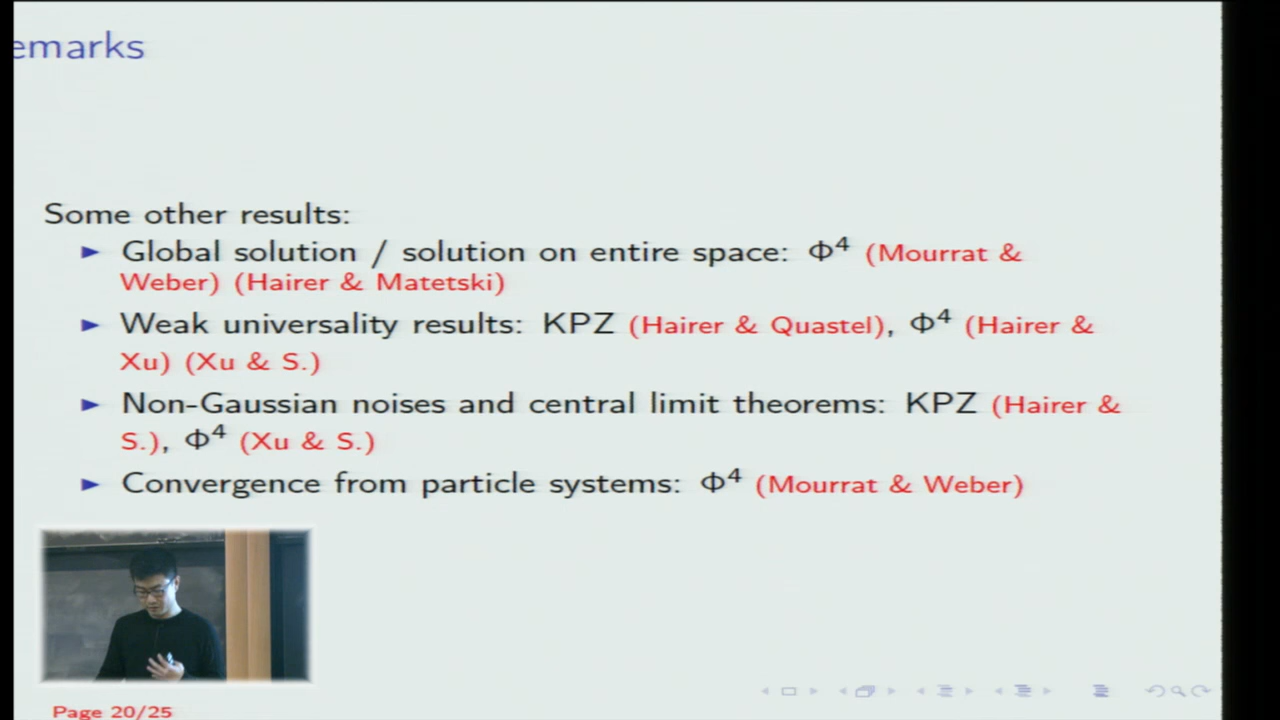 emarks
Some other results:
► Global solution / solution on entire space: Φ⁴ (Mourrat &
Weber) (Hairer & Matetski)
► Weak universality results: KPZ (Hairer & Quastel), Φ⁴ (Hairer &
Xu) (Xu & S.)
► Non-Gaussian noises and central limit theorems: KPZ (Hairer &
S.), Φ⁴ (Xu & S.)
► Convergence from particle systems: Φ⁴ (Mourrat & Weber)
Page 20/25